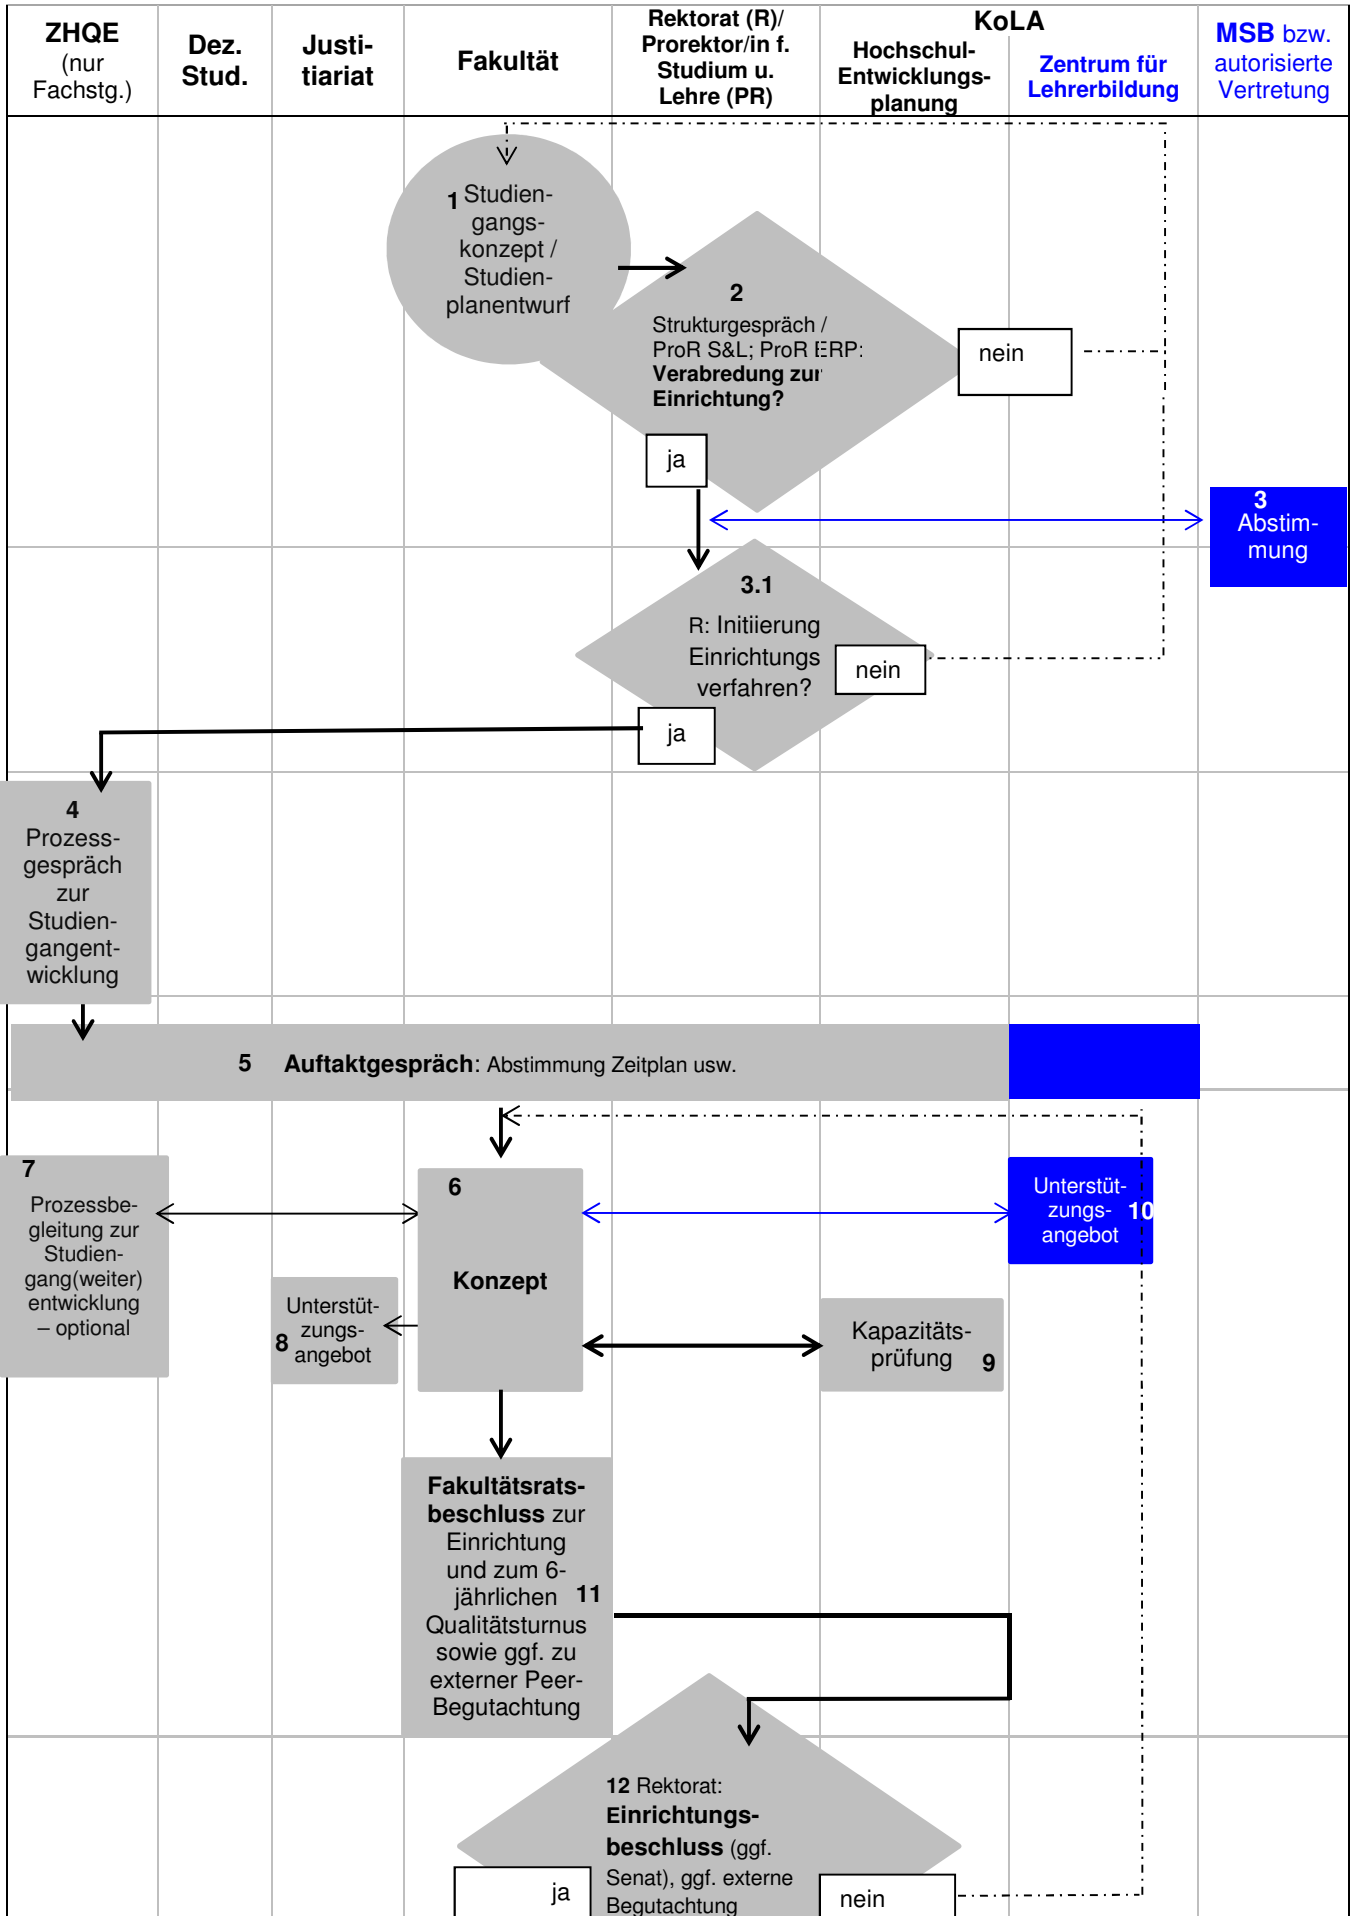 ZHQE
(nur
Fachstg.)
Dez.
Stud.
Justi-
tiariat
Fakultät
Rektorat (R)/
Prorektor/in f.
Studium u.
Lehre (PR)
KoLA
Hochschul-
Entwicklungs-
planung
Zentrum für
Lehrerbildung
MSB bzw.
autorisierte
Vertretung
1 Studien-
gangs-
konzept /
Studien-
planentwurf
2
Strukturgespräch /
ProR S&L; ProR ERP:
Verabredung zur
Einrichtung?
nein
ja
3
Abstim-
mung
3.1
R: Initiierung
Einrichtungs
verfahren?
nein
ja
4
Prozess-
gespräch
zur
Studien-
gangent-
wicklung
5 Auftaktgespräch: Abstimmung Zeitplan usw.
7
Prozessbe-
gleitung zur
Studien-
gang(weiter)
entwicklung
– optional
6
Konzept
Unterstüt-
zungs-
angebot
10
Unterstüt-
zungs-
angebot
8
Kapazitäts-
prüfung
9
Fakultätsrats-
beschluss zur
Einrichtung
und zum 6-
jährlichen
11
Qualitätsturnus
sowie ggf. zu
externer Peer-
Begutachtung
12 Rektorat:
Einrichtungs-
beschluss (ggf.
Senat), ggf. externe
Begutachtung
ja
nein